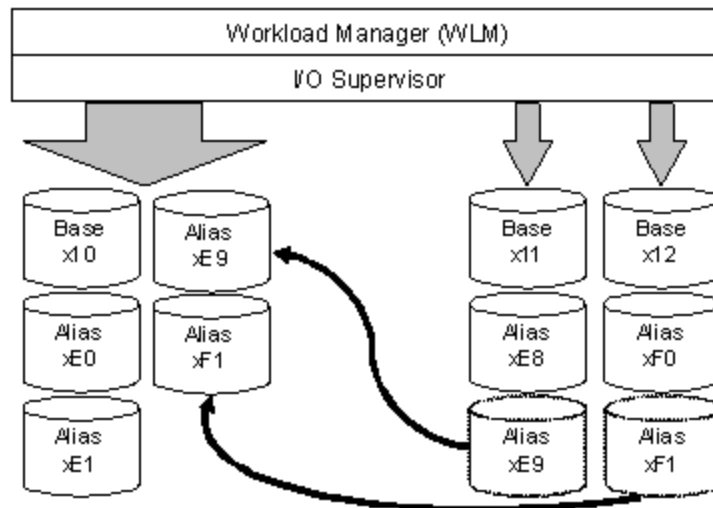 Workload Manager (WLM)
I/O Supervisor
Base
x10
Alias
xE9
Base
x11
Base
x12
Alias
xE0
Alias
xF1
Alias
xE8
Alias
xF0
Alias
xE1
Alias
xE9
Alias
xF1